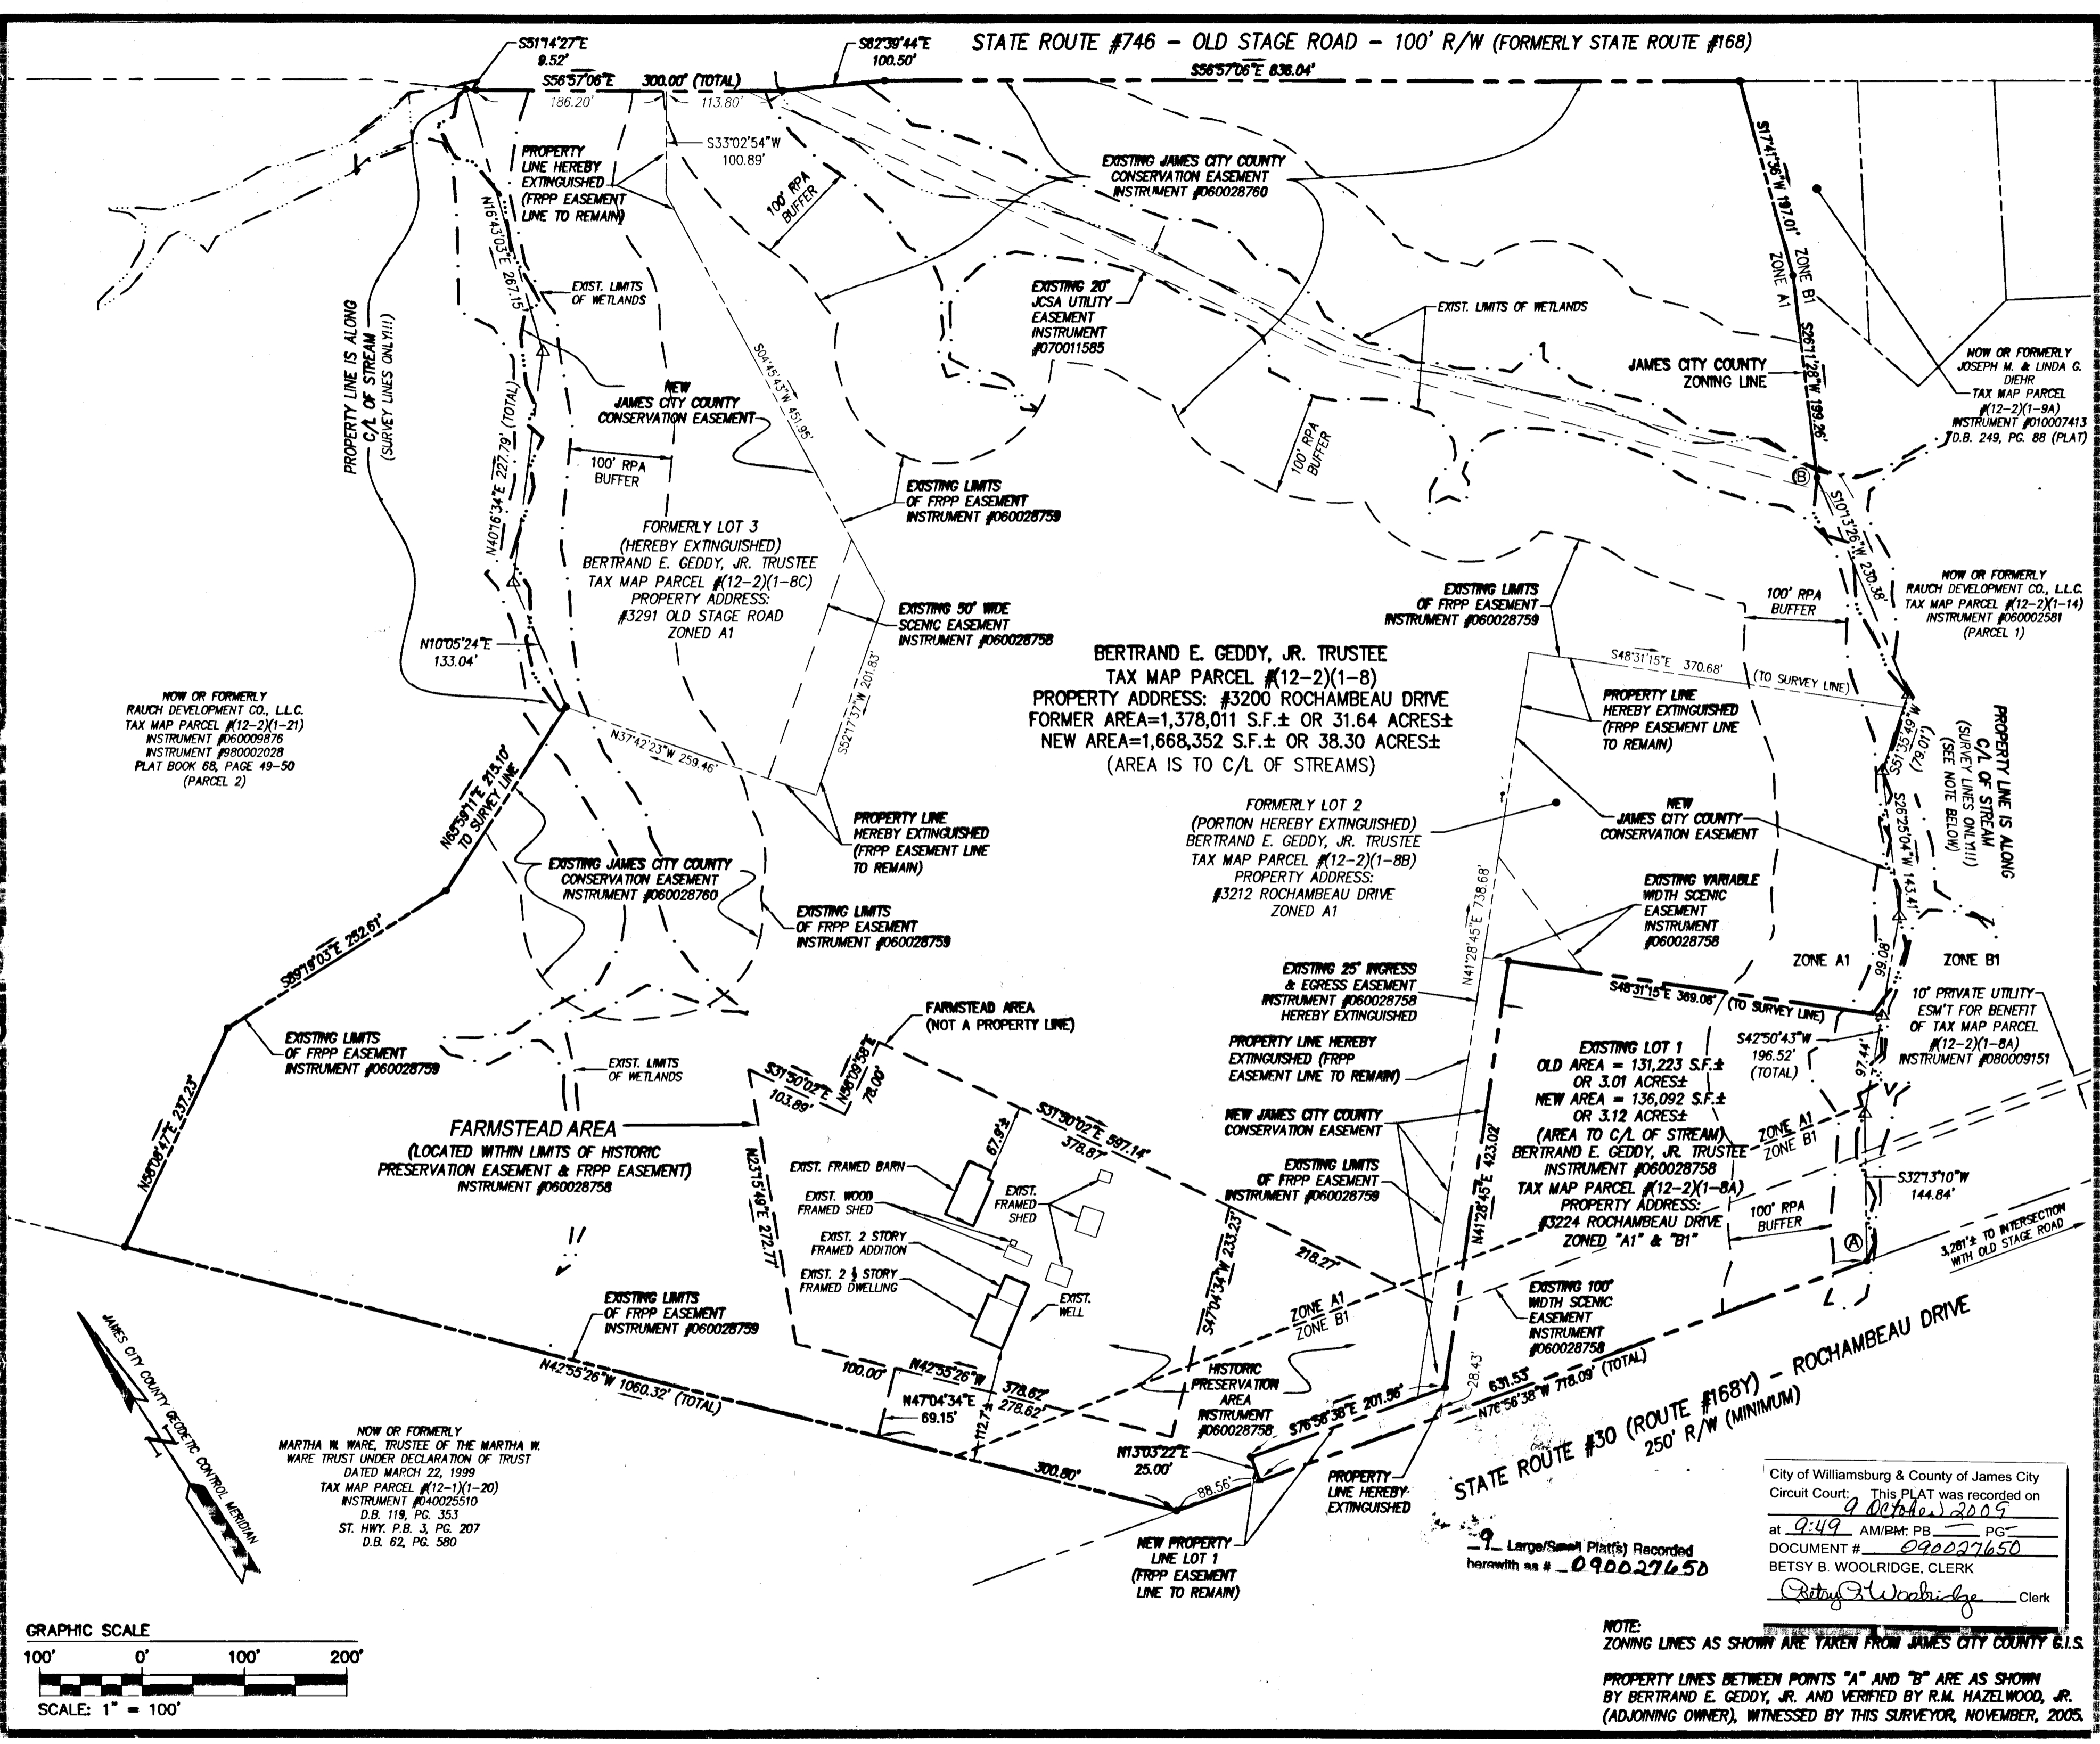 STATE ROUTE #746 - OLD STAGE ROAD - 100' R/W (FORMERLY STATE ROUTE #168)
S51°14'27"E
9.52'
S56°57'06"E
300.00' (TOTAL)
186.20'
113.80'
S62°39'44"E
100.50'
S56°57'06"E 836.04'
S33°02'54"W
100.89'
PROPERTY
LINE HEREBY
EXTINGUISHED
(FRPP EASEMENT
LINE TO REMAIN)
100' RPA
BUFFER
EXISTING JAMES CITY COUNTY
CONSERVATION EASEMENT
INSTRUMENT #060028760
S17°41'36"W 197.01'
ZONE B1
ZONE A1
N16°43'03"E 267.15'
EXIST. LIMITS
OF WETLANDS
EXISTING 20'
JCSA UTILITY
EASEMENT
INSTRUMENT
#070011585
EXIST. LIMITS OF WETLANDS
S26°11'28"W 199.26'
JAMES CITY COUNTY
ZONING LINE
NOW OR FORMERLY
JOSEPH M. & LINDA G.
DIEHR
TAX MAP PARCEL
#(12-2)(1-9A)
INSTRUMENT #010007413
D.B. 249, PG. 88 (PLAT)
PROPERTY LINE IS ALONG
C/L OF STREAM
(SURVEY LINES ONLY!!!)
S04°45'43"W 451.95'
NEW
JAMES CITY COUNTY
CONSERVATION EASEMENT
N40°16'34"E 227.79' (TOTAL)
100' RPA
BUFFER
100' RPA
BUFFER
B
S10°13'26"W 230.38'
EXISTING LIMITS
OF FRPP EASEMENT
INSTRUMENT #060028759
FORMERLY LOT 3
(HEREBY EXTINGUISHED)
BERTRAND E. GEDDY, JR. TRUSTEE
TAX MAP PARCEL #(12-2)(1-8C)
PROPERTY ADDRESS:
#3291 OLD STAGE ROAD
ZONED A1
EXISTING 50' WIDE
SCENIC EASEMENT
INSTRUMENT #060028758
EXISTING LIMITS
OF FRPP EASEMENT
INSTRUMENT #060028759
100' RPA
BUFFER
NOW OR FORMERLY
RAUCH DEVELOPMENT CO., L.L.C.
TAX MAP PARCEL #(12-2)(1-14)
INSTRUMENT #060002581
(PARCEL 1)
N10°05'24"E
133.04'
S52°17'37"W 201.83'
BERTRAND E. GEDDY, JR. TRUSTEE
TAX MAP PARCEL #(12-2)(1-8)
PROPERTY ADDRESS: #3200 ROCHAMBEAU DRIVE
FORMER AREA=1,378,011 S.F.± OR 31.64 ACRES±
NEW AREA=1,668,352 S.F.± OR 38.30 ACRES±
(AREA IS TO C/L OF STREAMS)
S48°31'15"E 370.68' (TO SURVEY LINE)
PROPERTY LINE
HEREBY EXTINGUISHED
(FRPP EASEMENT LINE
TO REMAIN)
S51°35'49"W
(79.01')
PROPERTY LINE IS ALONG
C/L OF STREAM
(SURVEY LINES ONLY!!!)
(SEE NOTE BELOW)
NOW OR FORMERLY
RAUCH DEVELOPMENT CO., L.L.C.
TAX MAP PARCEL #(12-2)(1-21)
INSTRUMENT #060009876
INSTRUMENT #980002028
PLAT BOOK 68, PAGE 49-50
(PARCEL 2)
N37°42'23"W 259.46'
N65°59'11"E 215.10'
TO SURVEY LINE
PROPERTY LINE
HEREBY EXTINGUISHED
(FRPP EASEMENT LINE
TO REMAIN)
FORMERLY LOT 2
(PORTION HEREBY EXTINGUISHED)
BERTRAND E. GEDDY, JR. TRUSTEE
TAX MAP PARCEL #(12-2)(1-8B)
PROPERTY ADDRESS:
#3212 ROCHAMBEAU DRIVE
ZONED A1
NEW
JAMES CITY COUNTY
CONSERVATION EASEMENT
S26°25'04"W 143.41'
EXISTING JAMES CITY COUNTY
CONSERVATION EASEMENT
INSTRUMENT #060028760
EXISTING LIMITS
OF FRPP EASEMENT
INSTRUMENT #060028759
N41°28'45"E 738.68'
EXISTING VARIABLE
WIDTH SCENIC
EASEMENT
INSTRUMENT
#060028758
S89°19'03"E 252.61'
ZONE A1
99.08'
ZONE B1
EXISTING 25' INGRESS
& EGRESS EASEMENT
INSTRUMENT #060028758
HEREBY EXTINGUISHED
S48°31'15"E 369.06' (TO SURVEY LINE)
10' PRIVATE UTILITY
ESM'T FOR BENEFIT
OF TAX MAP PARCEL
#(12-2)(1-8A)
INSTRUMENT #080009151
FARMSTEAD AREA
(NOT A PROPERTY LINE)
EXISTING LIMITS
OF FRPP EASEMENT
INSTRUMENT #060028759
EXIST. LIMITS
OF WETLANDS
PROPERTY LINE HEREBY
EXTINGUISHED (FRPP
EASEMENT LINE TO REMAIN)
S42°50'43"W
196.52'
(TOTAL)
97.44'
EXISTING LOT 1
OLD AREA = 131,223 S.F.±
OR 3.01 ACRES±
NEW AREA = 136,092 S.F.±
OR 3.12 ACRES±
(AREA TO C/L OF STREAM)
BERTRAND E. GEDDY, JR. TRUSTEE
INSTRUMENT #060028758
TAX MAP PARCEL #(12-2)(1-8A)
PROPERTY ADDRESS:
#3224 ROCHAMBEAU DRIVE
ZONED "A1" & "B1"
S31°50'02"E
103.89'
N56°09'58"E
78.00'
N58°08'47"E 237.23'
FARMSTEAD AREA
(LOCATED WITHIN LIMITS OF HISTORIC
PRESERVATION EASEMENT & FRPP EASEMENT)
INSTRUMENT #060028758
67.9'±
S31°50'02"E 597.14'
378.87'
NEW JAMES CITY COUNTY
CONSERVATION EASEMENT
N41°28'45"E 423.02'
ZONE A1
ZONE B1
N23°15'49"E 272.77'
EXIST. FRAMED BARN
EXIST. WOOD
FRAMED SHED
EXIST.
FRAMED
SHED
EXISTING LIMITS
OF FRPP EASEMENT
INSTRUMENT #060028759
S32°13'10"W
144.84'
100' RPA
BUFFER
A
3,281'± TO INTERSECTION
WITH OLD STAGE ROAD
EXIST. 2 STORY
FRAMED ADDITION
EXIST. 2 ½ STORY
FRAMED DWELLING
EXIST.
WELL
S47°04'34"W 233.23'
218.27'
EXISTING LIMITS
OF FRPP EASEMENT
INSTRUMENT #060028759
ZONE A1
ZONE B1
EXISTING 100'
WIDTH SCENIC
EASEMENT
INSTRUMENT
#060028758
JAMES CITY COUNTY GEODETIC CONTROL MERIDIAN
N42°55'26"W 1060.32' (TOTAL)
100.00'
N42°55'26"W 378.62'
278.62'
N47°04'34"E
69.15'
112.7'±
HISTORIC
PRESERVATION
AREA
INSTRUMENT
#060028758
S76°56'38"E 201.56'
28.43'
631.53'
N76°56'38"W 718.09' (TOTAL)
STATE ROUTE #30 (ROUTE #168Y) - ROCHAMBEAU DRIVE
250' R/W (MINIMUM)
NOW OR FORMERLY
MARTHA W. WARE, TRUSTEE OF THE MARTHA W.
WARE TRUST UNDER DECLARATION OF TRUST
DATED MARCH 22, 1999
TAX MAP PARCEL #(12-1)(1-20)
INSTRUMENT #040025510
D.B. 119, PG. 353
ST. HWY. P.B. 3, PG. 207
D.B. 62, PG. 580
N13°03'22"E
25.00'
300.80'
88.56'
PROPERTY
LINE HEREBY
EXTINGUISHED
NEW PROPERTY
LINE LOT 1
(FRPP EASEMENT
LINE TO REMAIN)
9 Large/Small Plat(s) Recorded
herewith as # 090027650
City of Williamsburg & County of James City
Circuit Court: This PLAT was recorded on
9 October 2009
at 9:49 AM/PM. PB — PG —
DOCUMENT # 090027650
BETSY B. WOOLRIDGE, CLERK
Betsy B Woolridge Clerk
GRAPHIC SCALE
100' 0' 100' 200'
SCALE: 1" = 100'
NOTE:
ZONING LINES AS SHOWN ARE TAKEN FROM JAMES CITY COUNTY G.I.S.
PROPERTY LINES BETWEEN POINTS "A" AND "B" ARE AS SHOWN
BY BERTRAND E. GEDDY, JR. AND VERIFIED BY R.M. HAZELWOOD, JR.
(ADJOINING OWNER), WITNESSED BY THIS SURVEYOR, NOVEMBER, 2005.